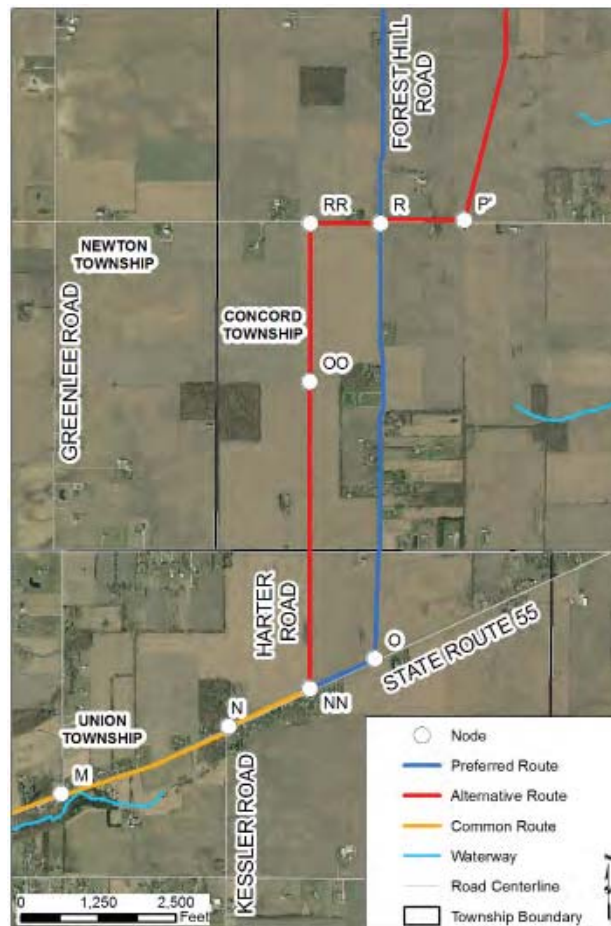 FOREST HILL
ROAD
RR
R
P'
NEWTON
TOWNSHIP
CONCORD
TOWNSHIP
GREENLEE ROAD
OO
HARTER
ROAD
O
STATE ROUTE 55
NN
N
UNION
TOWNSHIP
M
KESSLER ROAD
Node
Preferred Route
Alternative Route
Common Route
Waterway
Road Centerline
Township Boundary
0 1,250 2,500
Feet